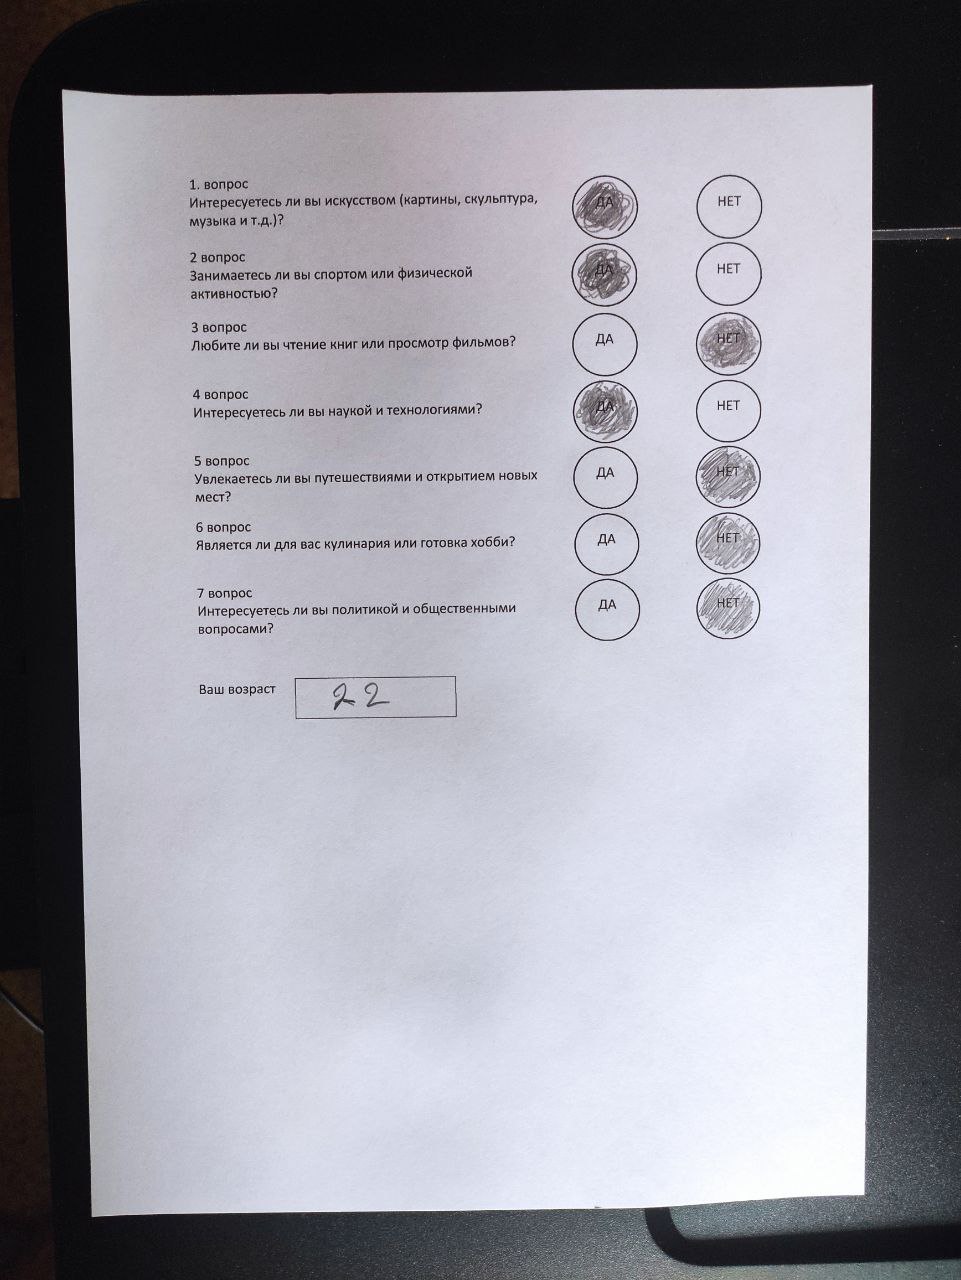 1. вопрос
Интересуетесь ли вы искусством (картины, скульптура,
музыка и т.д.)?
ДА НЕТ
2 вопрос
Занимаетесь ли вы спортом или физической
активностью?
ДА НЕТ
3 вопрос
Любите ли вы чтение книг или просмотр фильмов?
ДА НЕТ
4 вопрос
Интересуетесь ли вы наукой и технологиями?
ДА НЕТ
5 вопрос
Увлекаетесь ли вы путешествиями и открытием новых
мест?
ДА НЕТ
6 вопрос
Является ли для вас кулинария или готовка хобби?
ДА НЕТ
7 вопрос
Интересуетесь ли вы политикой и общественными
вопросами?
ДА НЕТ
Ваш возраст 22